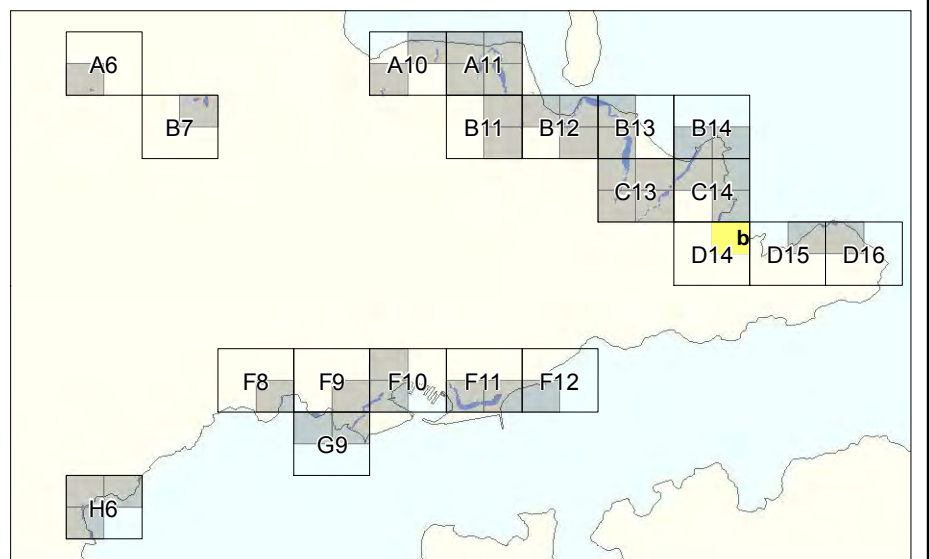 A6 A10 A11
B7 B11 B12 B13 B14
C13 C14
b
D14 D15 D16
F8 F9 F10 F11 F12
G9
H6